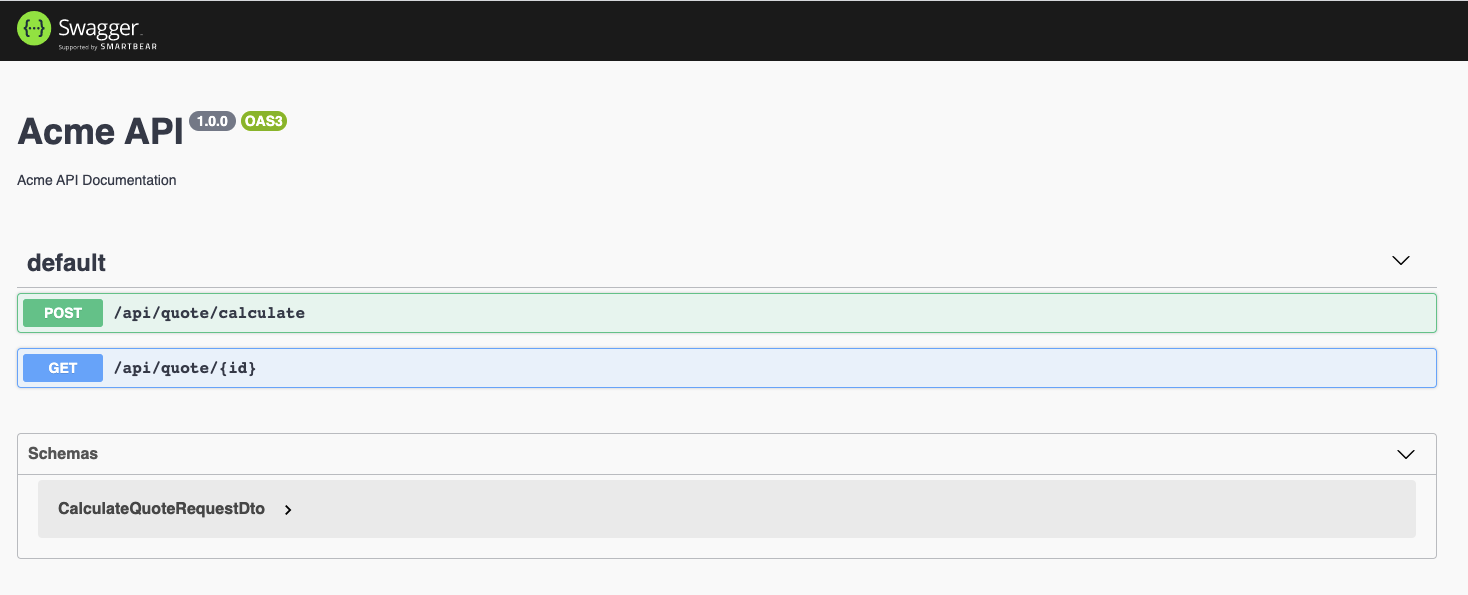 {···} Swagger
Supported by SMARTBEAR
Acme API 1.0.0 OAS3
Acme API Documentation
default
POST /api/quote/calculate
GET /api/quote/{id}
Schemas
CalculateQuoteRequestDto